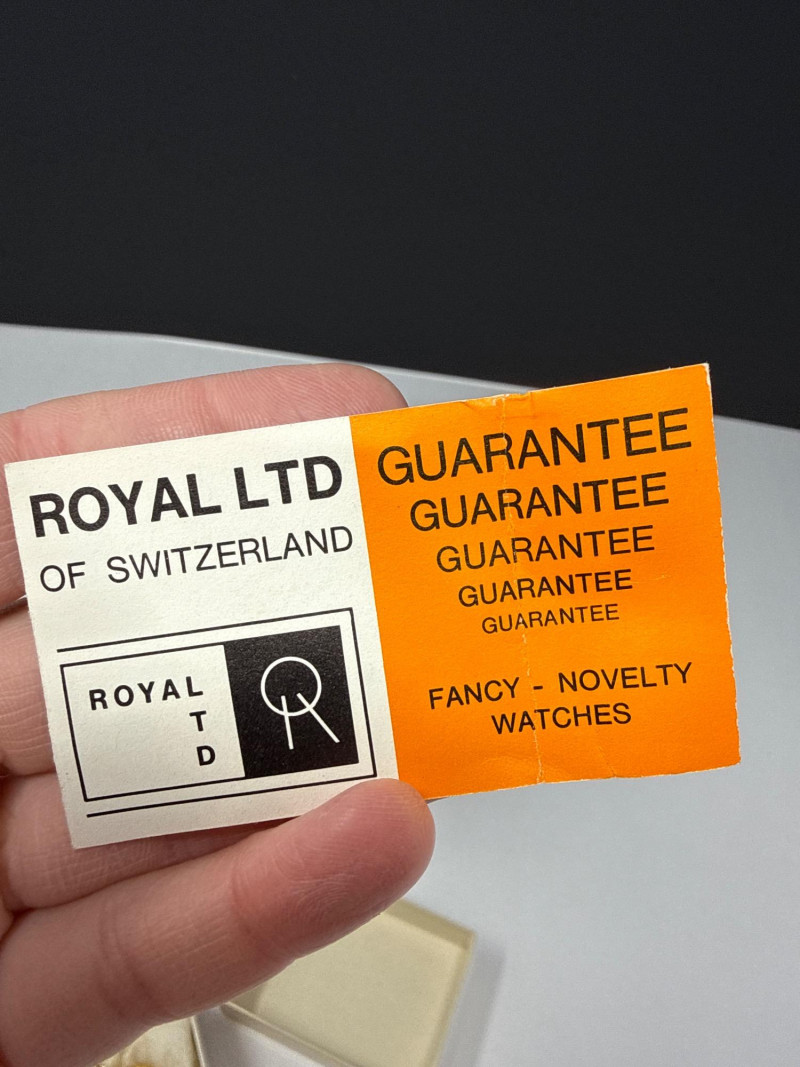 ROYAL LTD
OF SWITZERLAND
ROYAL
T
D
R
GUARANTEE
GUARANTEE
GUARANTEE
GUARANTEE
GUARANTEE
FANCY - NOVELTY
WATCHES